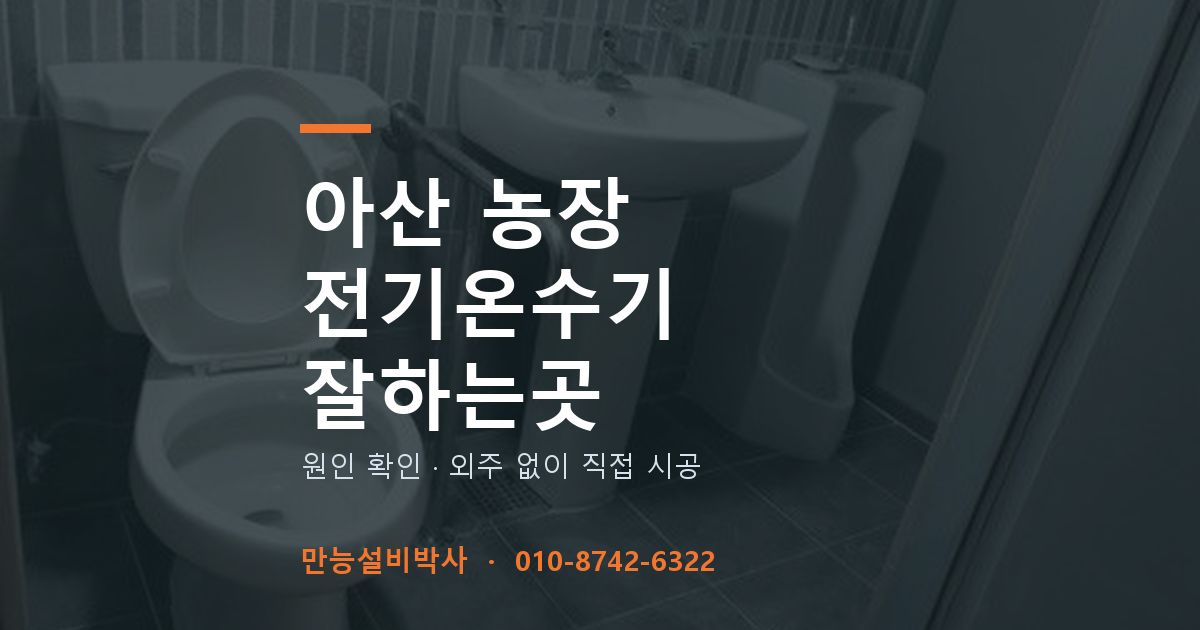 아산 농장
전기온수기
잘하는곳
원인 확인 · 외주 없이 직접 시공
만능설비박사 · 010-8742-6322